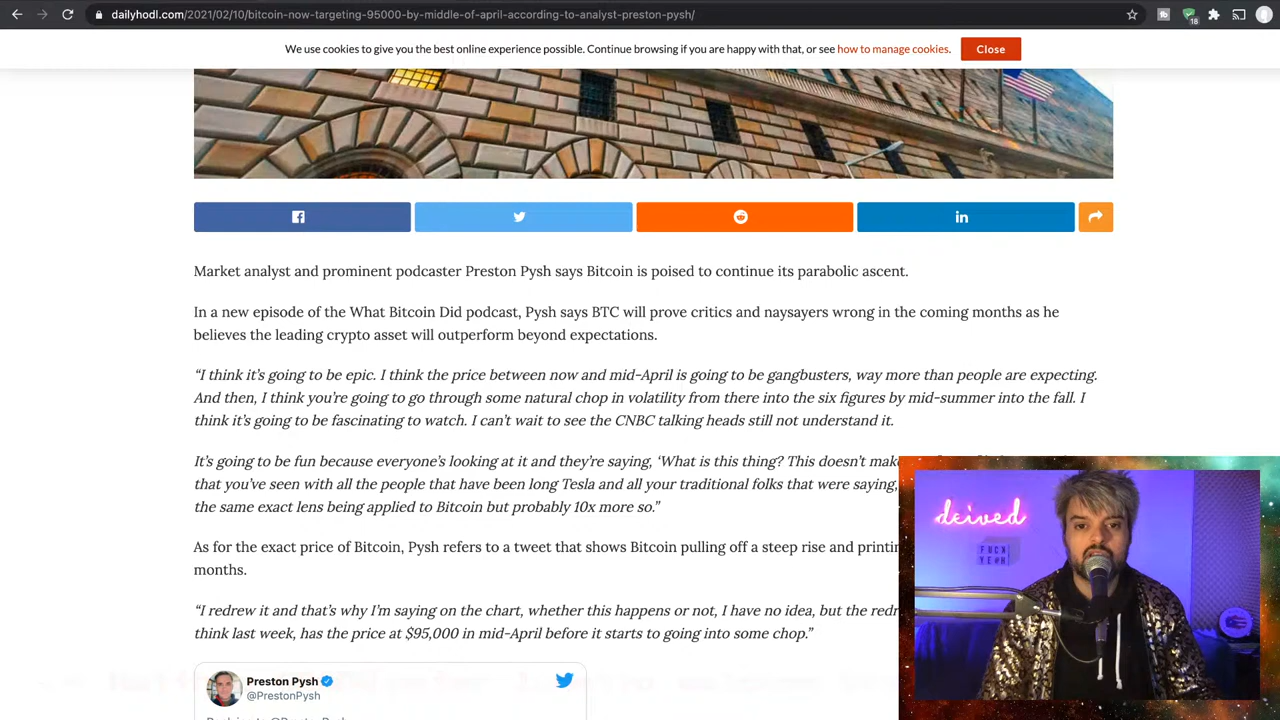 dailyhodl.com/2021/02/10/bitcoin-now-targeting-95000-by-middle-of-april-according-to-analyst-preston-pysh/
18
We use cookies to give you the best online experience possible. Continue browsing if you are happy with that, or see how to manage cookies.
Close
Market analyst and prominent podcaster Preston Pysh says Bitcoin is poised to continue its parabolic ascent.
In a new episode of the What Bitcoin Did podcast, Pysh says BTC will prove critics and naysayers wrong in the coming months as he
believes the leading crypto asset will outperform beyond expectations.
“I think it’s going to be epic. I think the price between now and mid-April is going to be gangbusters, way more than people are expecting.
And then, I think you’re going to go through some natural chop in volatility from there into the six figures by mid-summer into the fall. I
think it’s going to be fascinating to watch. I can’t wait to see the CNBC talking heads still not understand it.
It’s going to be fun because everyone’s looking at it and they’re saying, ‘What is this thing? This doesn’t
that you’ve seen with all the people that have been long Tesla and all your traditional folks that were saying,
the same exact lens being applied to Bitcoin but probably 10x more so.”
As for the exact price of Bitcoin, Pysh refers to a tweet that shows Bitcoin pulling off a steep rise and
months.
“I redrew it and that’s why I’m saying on the chart, whether this happens or not, I have no idea, but the
think last week, has the price at $95,000 in mid-April before it starts to going into some chop.”
Preston Pysh
@PrestonPysh
deived
FUCK
YEAH